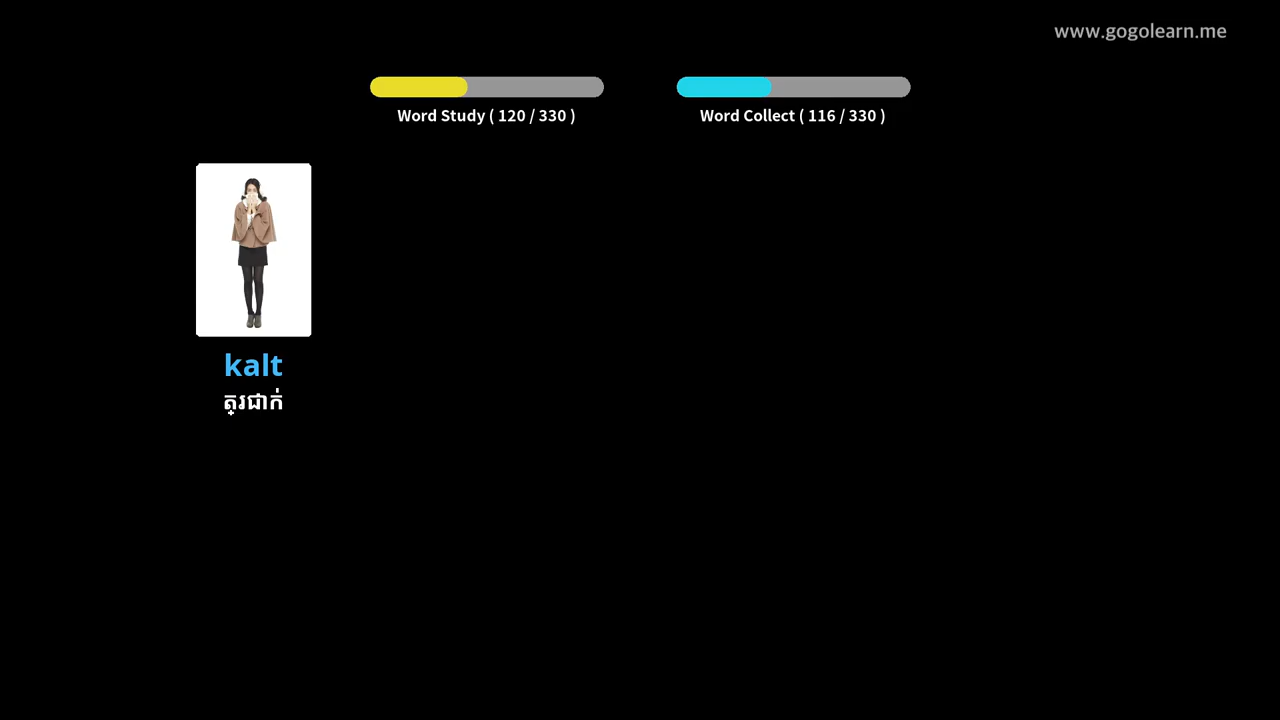 www.gogolearn.me
Word Study ( 120 / 330 )
Word Collect ( 116 / 330 )
kalt
ត្រជាក់